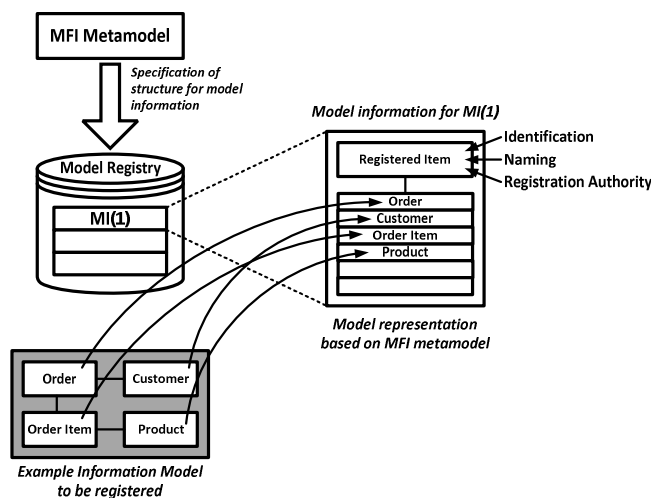 MFI Metamodel
Specification of
structure for model
information
Model Registry
MI(1)
Model information for MI(1)
Registered Item
Identification
Naming
Registration Authority
Order
Customer
Order Item
Product
Model representation
based on MFI metamodel
Order
Customer
Order Item
Product
Example Information Model
to be registered